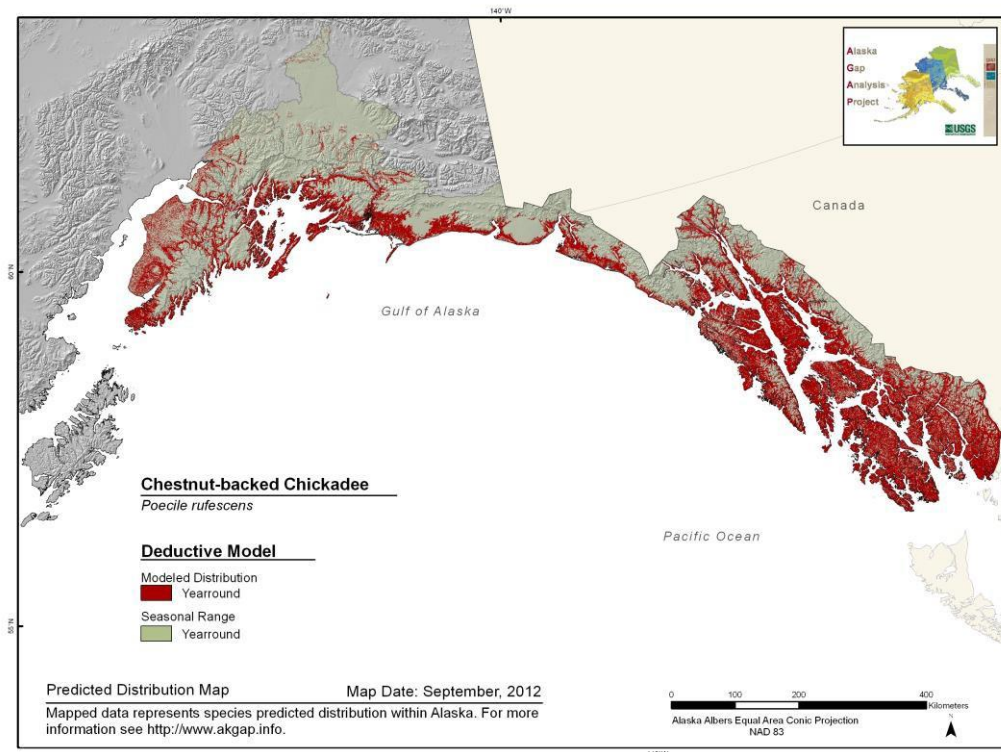 140°W
Alaska
Gap
Analysis
Project
USGS
Canada
60°N
Gulf of Alaska
Chestnut-backed Chickadee
Poecile rufescens
Pacific Ocean
Deductive Model
Modeled Distribution
Yearround
Seasonal Range
Yearround
55°N
Predicted Distribution Map
Map Date: September, 2012
Mapped data represents species predicted distribution within Alaska. For more
information see http://www.akgap.info.
0 100 200 400
Kilometers
Alaska Albers Equal Area Conic Projection
NAD 83
N